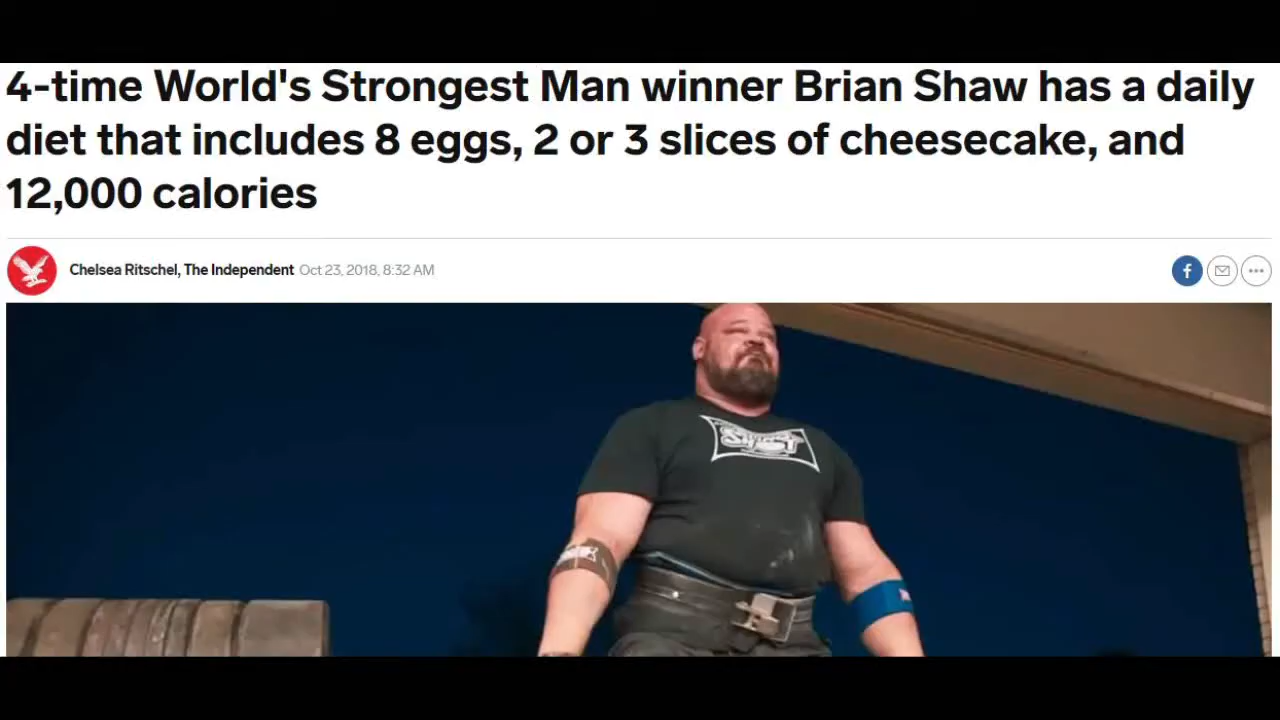 4-time World's Strongest Man winner Brian Shaw has a daily
diet that includes 8 eggs, 2 or 3 slices of cheesecake, and
12,000 calories
Chelsea Ritschel, The Independent Oct 23, 2018, 8:32 AM
f